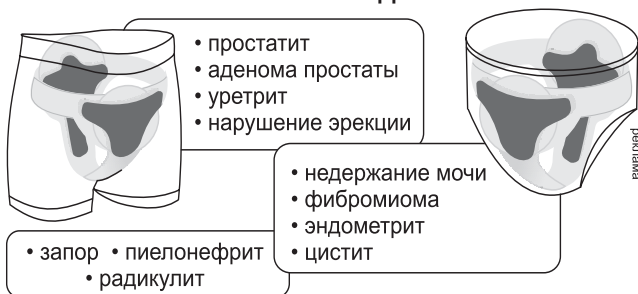 • простатит
• аденома простаты
• уретрит
• нарушение эрекции
• недержание мочи
• фибромиома
• эндометрит
• цистит
• запор • пиелонефрит
• радикулит
реклама